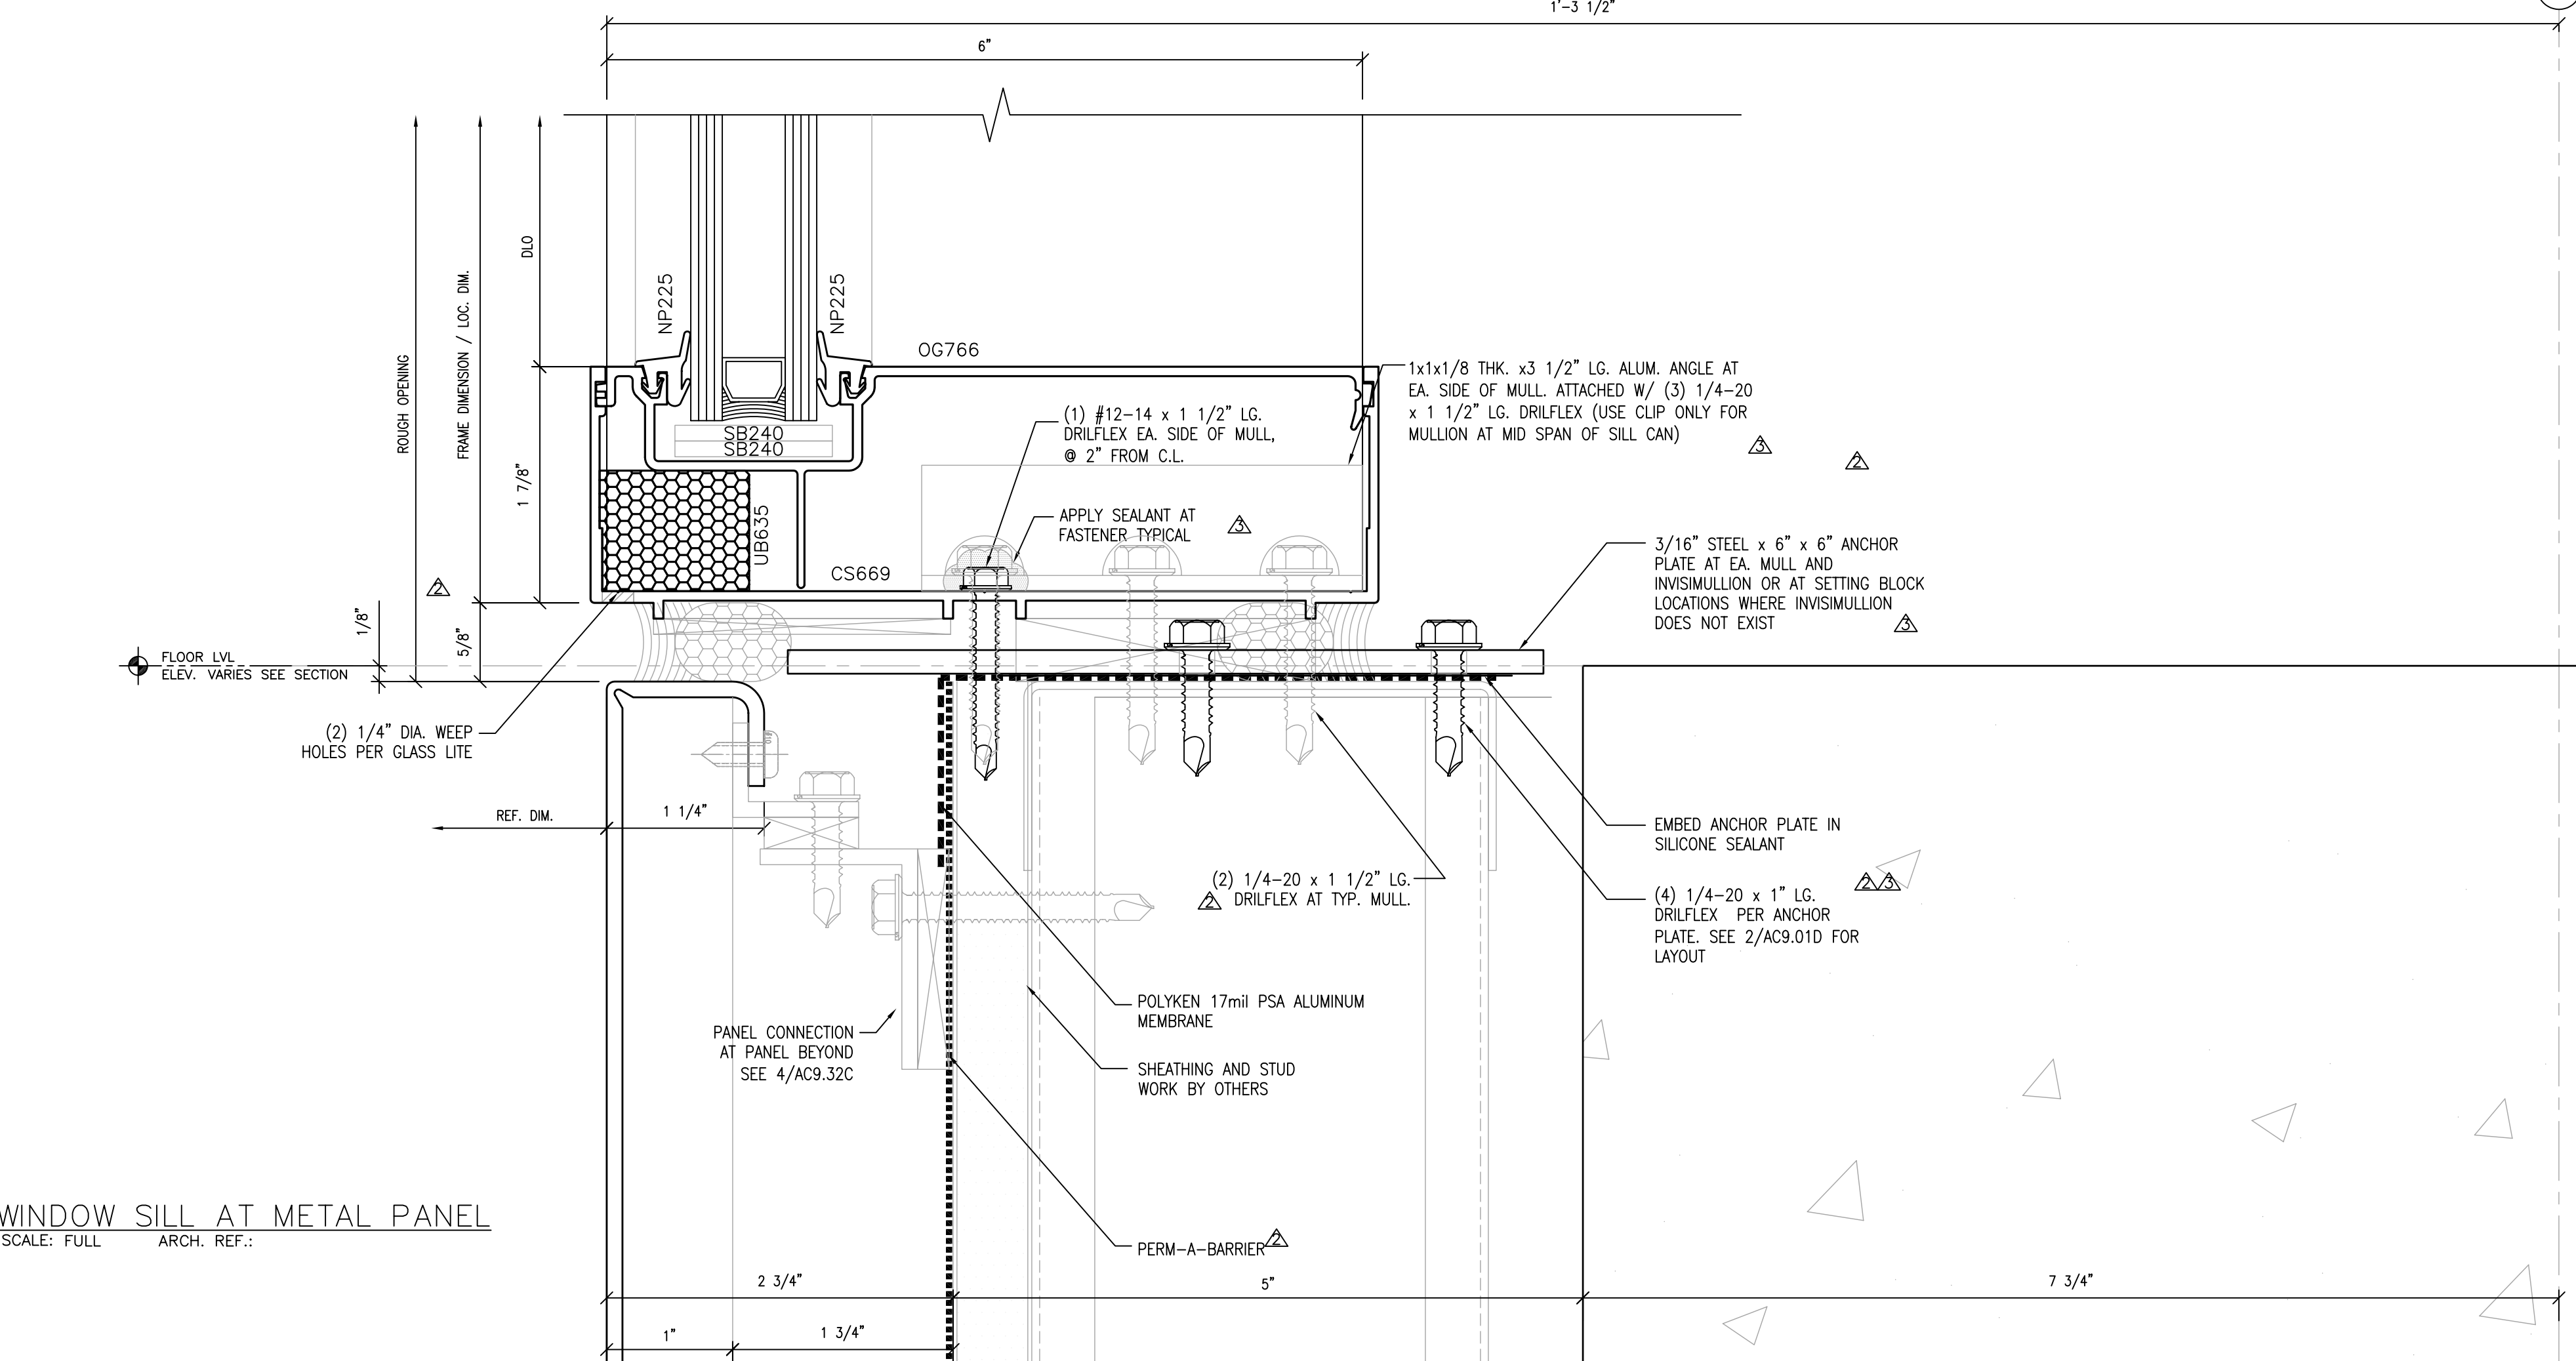 1'-3 1/2"
6"
ROUGH OPENING
FRAME DIMENSION / LOC. DIM.
DLO
1 7/8"
1/8"
5/8"
2
NP225
NP225
OG766
SB240
SB240
UB635
CS669
(1) #12-14 x 1 1/2" LG.
DRILFLEX EA. SIDE OF MULL,
@ 2" FROM C.L.
APPLY SEALANT AT
FASTENER TYPICAL
3
1x1x1/8 THK. x3 1/2" LG. ALUM. ANGLE AT
EA. SIDE OF MULL. ATTACHED W/ (3) 1/4-20
x 1 1/2" LG. DRILFLEX (USE CLIP ONLY FOR
MULLION AT MID SPAN OF SILL CAN)
3
2
3/16" STEEL x 6" x 6" ANCHOR
PLATE AT EA. MULL AND
INVISIMULLION OR AT SETTING BLOCK
LOCATIONS WHERE INVISIMULLION
DOES NOT EXIST
3
FLOOR LVL
ELEV. VARIES SEE SECTION
(2) 1/4" DIA. WEEP
HOLES PER GLASS LITE
REF. DIM.
1 1/4"
EMBED ANCHOR PLATE IN
SILICONE SEALANT
(2) 1/4-20 x 1 1/2" LG.
DRILFLEX AT TYP. MULL.
2
2 3
(4) 1/4-20 x 1" LG.
DRILFLEX PER ANCHOR
PLATE. SEE 2/AC9.01D FOR
LAYOUT
POLYKEN 17mil PSA ALUMINUM
MEMBRANE
PANEL CONNECTION
AT PANEL BEYOND
SEE 4/AC9.32C
SHEATHING AND STUD
WORK BY OTHERS
PERM-A-BARRIER
2
WINDOW SILL AT METAL PANEL
SCALE: FULL ARCH. REF.:
2 3/4"
5"
7 3/4"
1"
1 3/4"